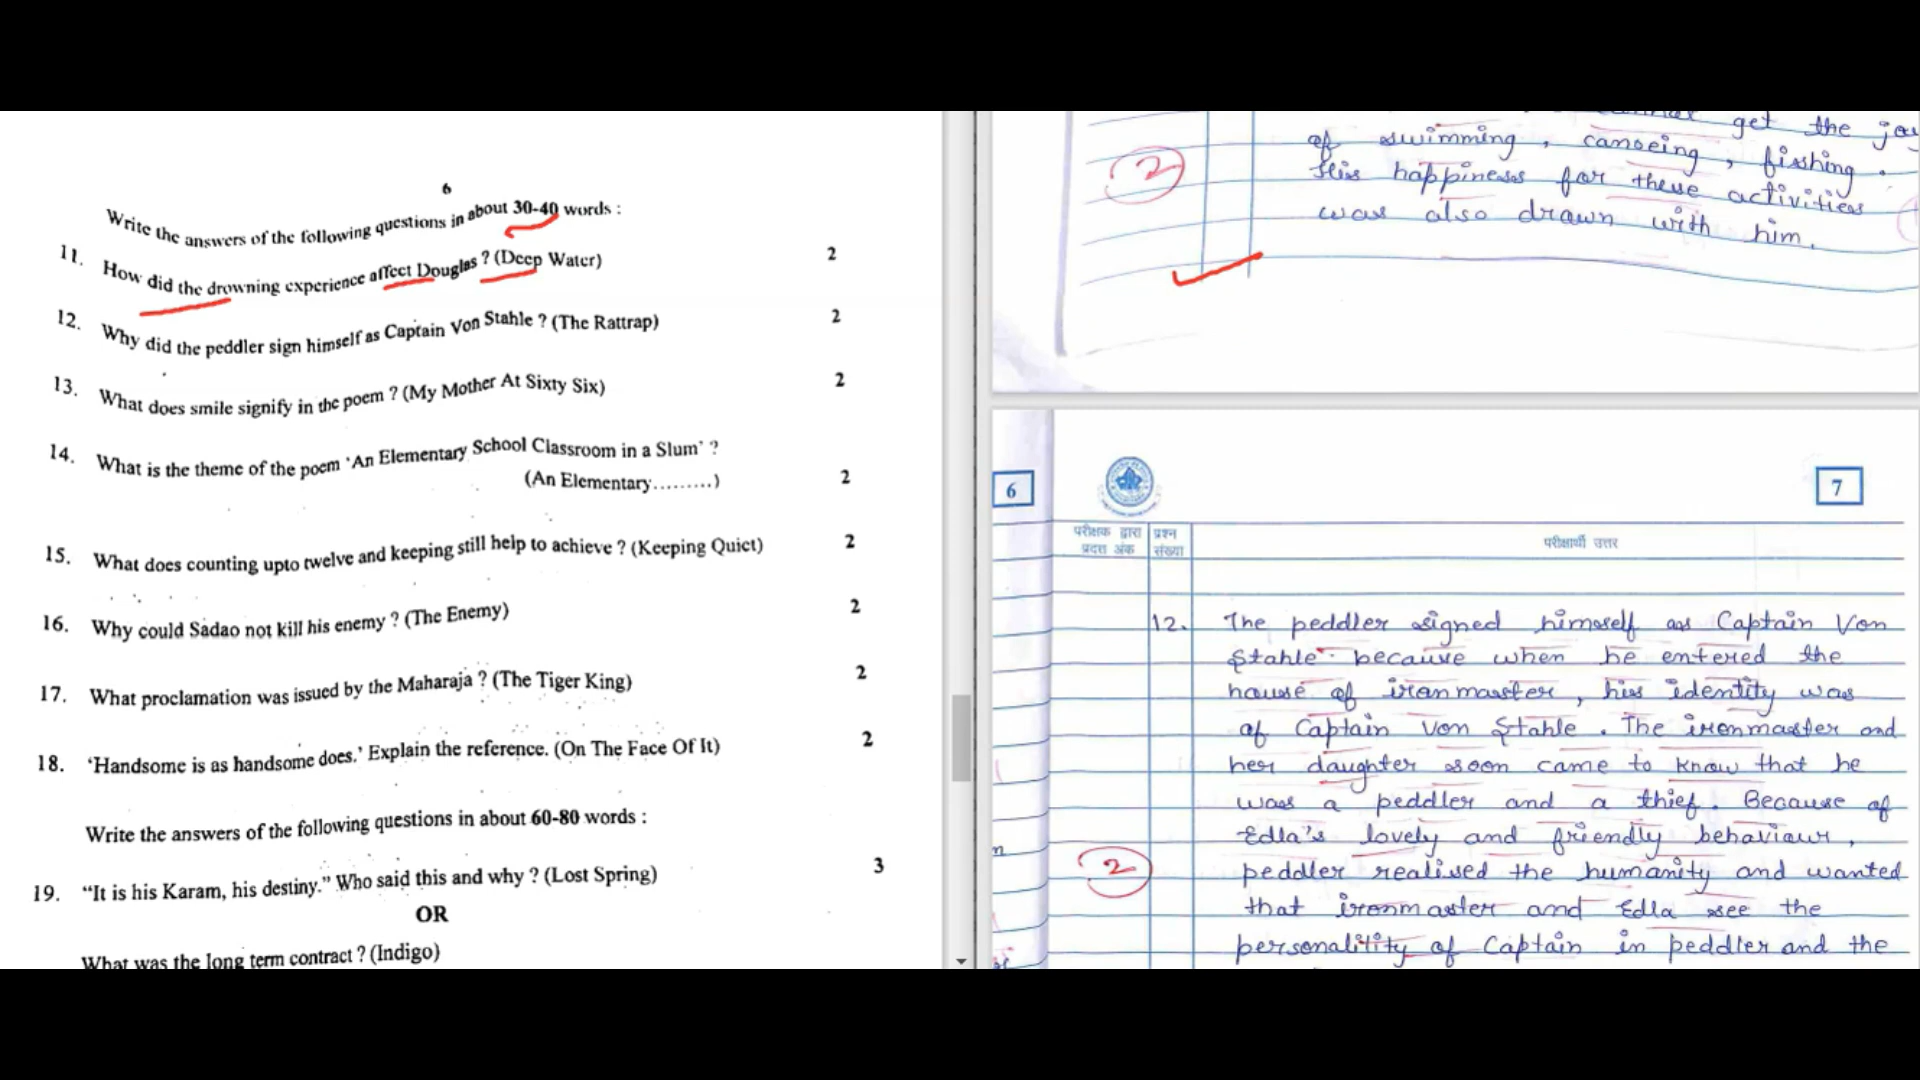 6
Write the answers of the following questions in about 30-40 words :
11. How did the drowning experience affect Douglas ? (Deep Water) 2
12. Why did the peddler sign himself as Captain Von Stahle ? (The Rattrap) 2
13. What does smile signify in the poem ? (My Mother At Sixty Six) 2
14. What is the theme of the poem ‘An Elementary School Classroom in a Slum’ ?
(An Elementary.........) 2
15. What does counting upto twelve and keeping still help to achieve ? (Keeping Quiet) 2
16. Why could Sadao not kill his enemy ? (The Enemy) 2
17. What proclamation was issued by the Maharaja ? (The Tiger King) 2
18. ‘Handsome is as handsome does.’ Explain the reference. (On The Face Of It) 2
Write the answers of the following questions in about 60-80 words :
19. “It is his Karam, his destiny.” Who said this and why ? (Lost Spring) 3
OR
What was the long term contract ? (Indigo)
get the joy
of swimming, canoeing, fishing.
2 His happiness for these activities
was also drawn with him.
6
7
परीक्षक द्वारा प्रदत्त अंक
प्रश्न संख्या
परीक्षार्थी उत्तर
12. The peddler signed himself as Captain Von
Stahle because when he entered the
house of ironmaster, his identity was
of Captain Von Stahle. The ironmaster and
her daughter soon came to know that he
was a peddler and a thief. Because of
Edla's lovely and friendly behaviour,
2 peddler realised the humanity and wanted
that ironmaster and Edla see the
personalitity of Captain in peddler and the